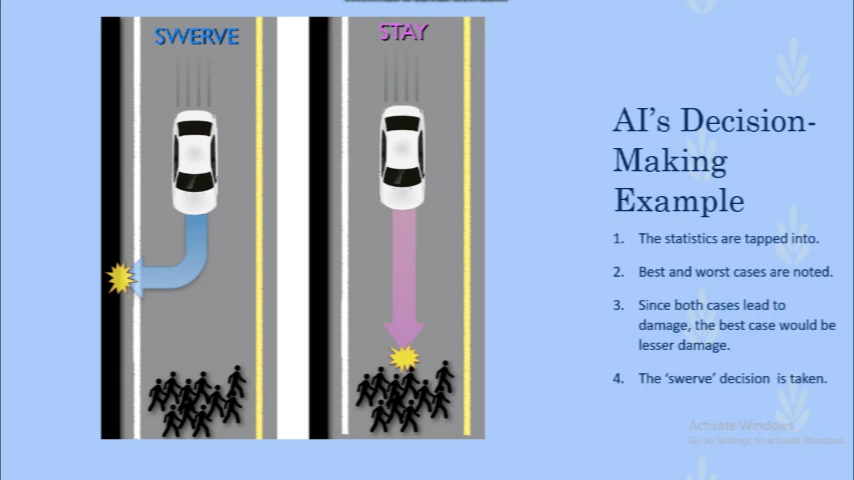 SWERVE
STAY
AI's Decision-
Making
Example
1. The statistics are tapped into.
2. Best and worst cases are noted.
3. Since both cases lead to
damage, the best case would be
lesser damage.
4. The ‘swerve’ decision is taken.
Activate Windows
Go to Settings to activate Windows.